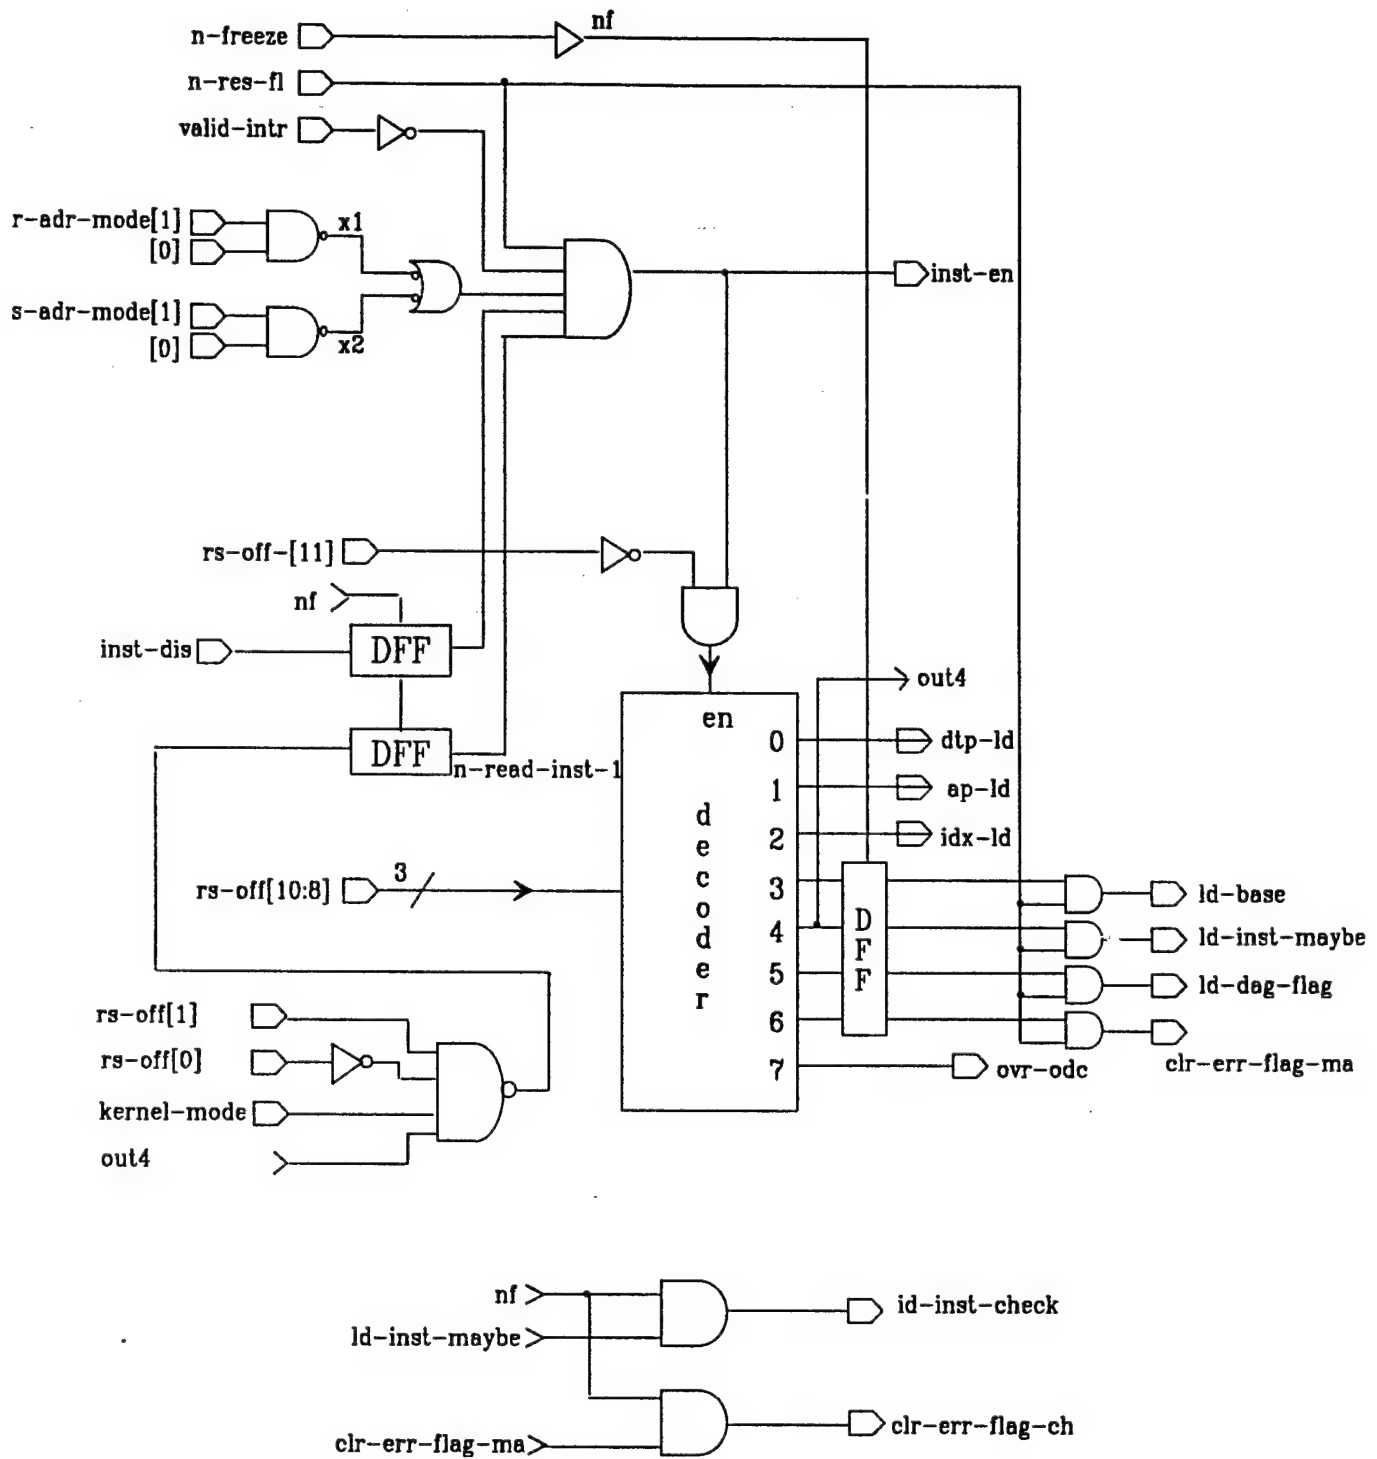 n-freeze
nf
n-res-fl
valid-intr
r-adr-mode[1]
x1
[0]
inst-en
s-adr-mode[1]
[0]
x2
rs-off-[11]
nf
inst-dis
DFF
out4
en
DFF
0
dtp-ld
n-read-inst-1
1
ap-ld
decoder
2
idx-ld
3
rs-off[10:8]
3
ld-base
DFF
4
ld-inst-maybe
5
ld-dag-flag
rs-off[1]
6
rs-off[0]
7
ovr-odc
clr-err-flag-ma
kernel-mode
out4
nf
id-inst-check
ld-inst-maybe
clr-err-flag-ch
clr-err-flag-ma